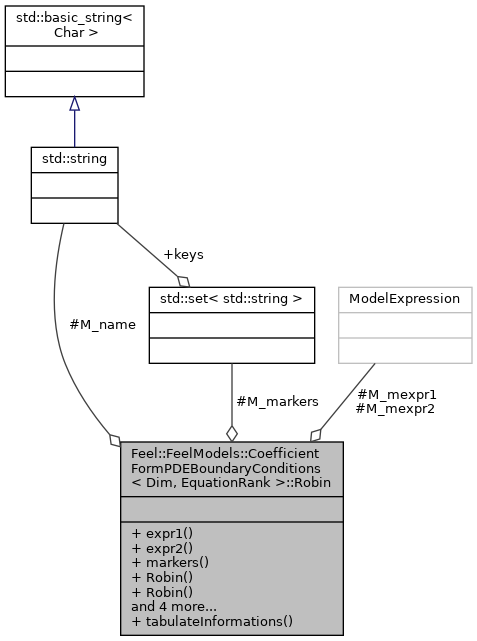 std::basic_string<
Char >
std::string
+keys
std::set< std::string >
ModelExpression
#M_name
#M_markers
#M_mexpr1
#M_mexpr2
Feel::FeelModels::Coefficient
FormPDEBoundaryConditions
< Dim, EquationRank >::Robin
+ expr1()
+ expr2()
+ markers()
+ Robin()
+ Robin()
and 4 more...
+ tabulateInformations()